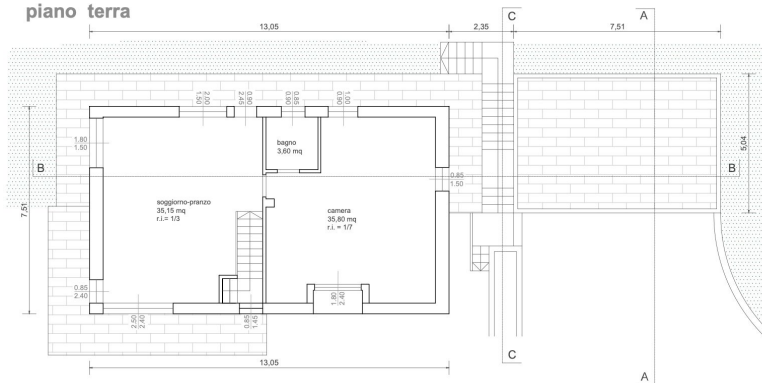 piano terra
13,05
2,35
7,51
C
A
1.50
2.00
2.45
0.90
0.90
0.85
0.90
1.00
1.80
1.50
bagno
3,60 mq
5,04
B
B
0.85
1.50
7,51
soggiorno-pranzo
35,15 mq
r.i.= 1/3
camera
35,80 mq
r.i. = 1/7
0.85
2.40
2.50
2.40
0.85
1.45
1.80
2.40
13,05
C
A